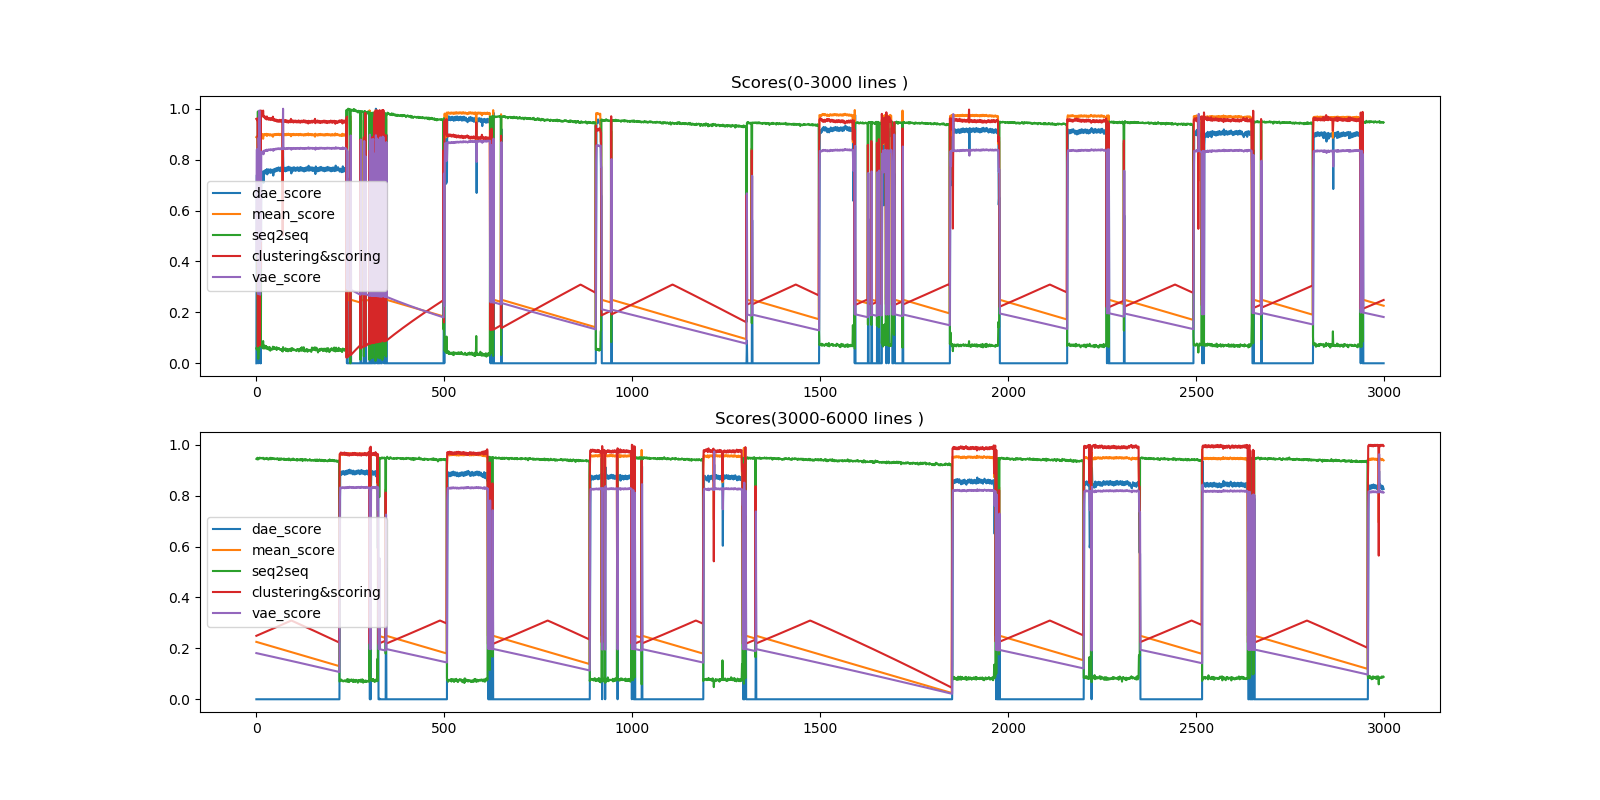 Scores(0-3000 lines )
1.0
0.8
0.6
0.4
0.2
0.0
dae_score
mean_score
seq2seq
clustering&scoring
vae_score
0 500 1000 1500 2000 2500 3000
Scores(3000-6000 lines )
1.0
0.8
0.6
0.4
0.2
0.0
dae_score
mean_score
seq2seq
clustering&scoring
vae_score
0 500 1000 1500 2000 2500 3000